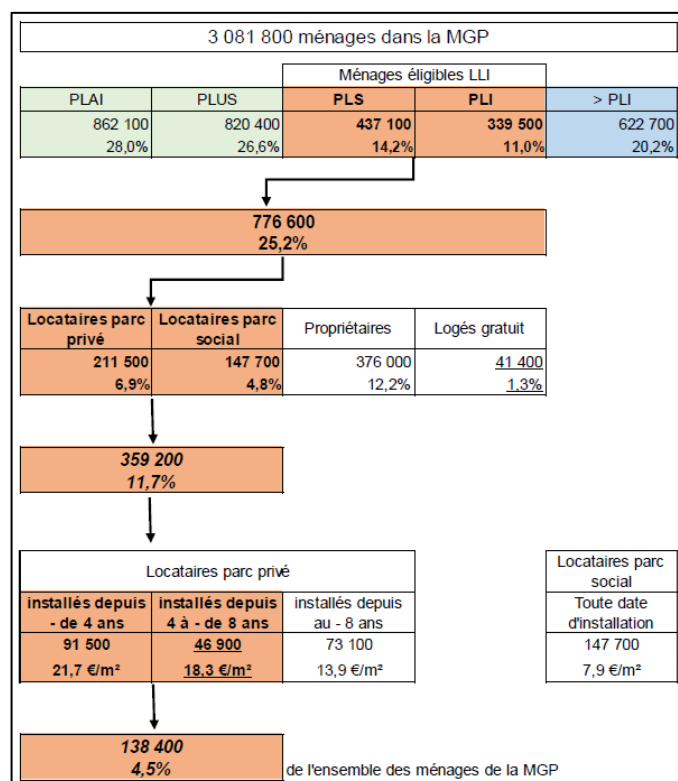 3 081 800 ménages dans la MGP
Ménages éligibles LLI
PLAI PLUS PLS PLI > PLI
862 100 820 400 437 100 339 500 622 700
28,0% 26,6% 14,2% 11,0% 20,2%
776 600
25,2%
Locataires parc privé Locataires parc social Propriétaires Logés gratuit
211 500 147 700 376 000 41 400
6,9% 4,8% 12,2% 1,3%
359 200
11,7%
Locataires parc privé Locataires parc social
installés depuis - de 4 ans installés depuis 4 à - de 8 ans installés depuis au - 8 ans Toute date d'installation
91 500 46 900 73 100 147 700
21,7 €/m² 18,3 €/m² 13,9 €/m² 7,9 €/m²
138 400
4,5% de l'ensemble des ménages de la MGP